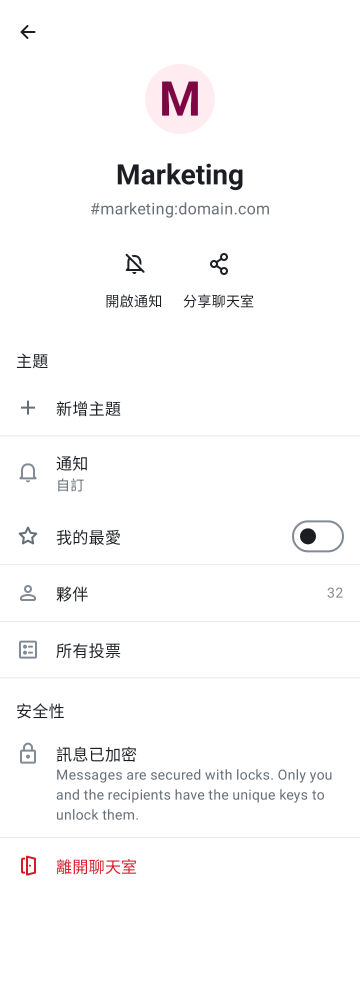 M
Marketing
#marketing:domain.com
開啟通知
分享聊天室
主題
新增主題
通知
自訂
我的最愛
夥伴
32
所有投票
安全性
訊息已加密
Messages are secured with locks. Only you
and the recipients have the unique keys to
unlock them.
離開聊天室